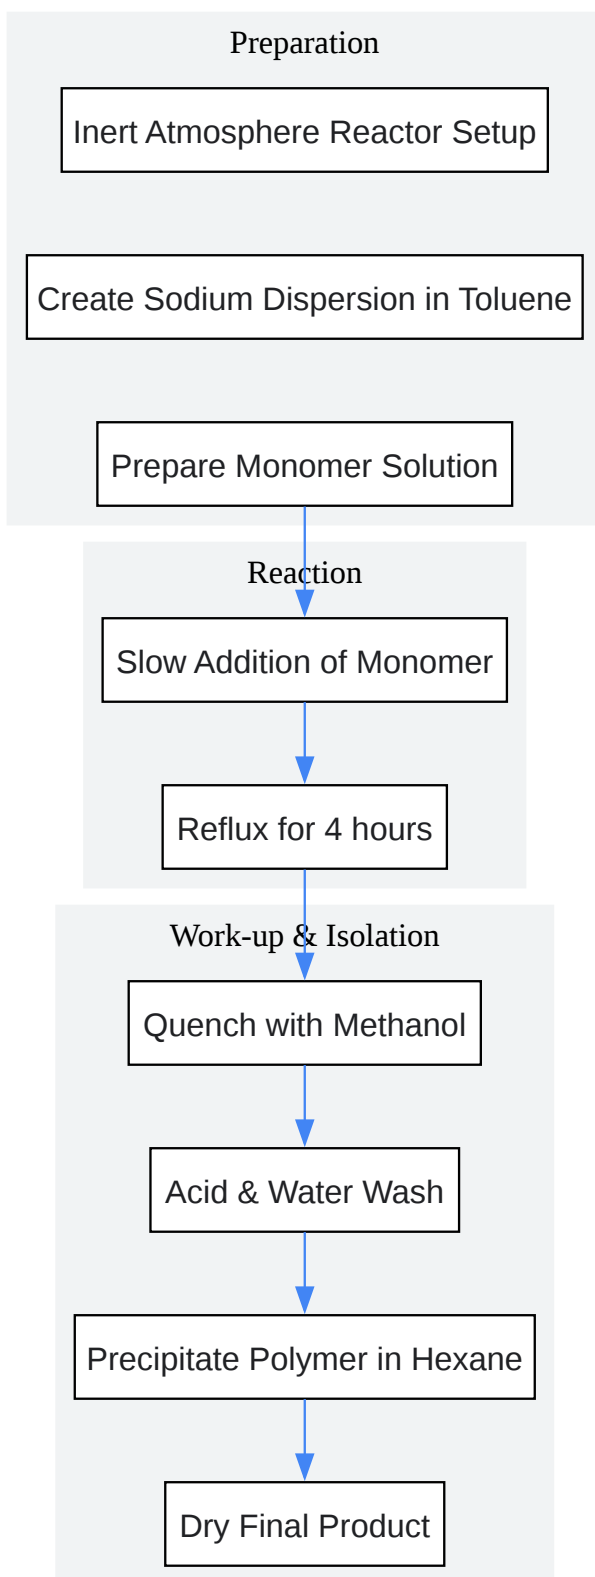 Preparation
Inert Atmosphere Reactor Setup
Create Sodium Dispersion in Toluene
Prepare Monomer Solution
Reaction
Slow Addition of Monomer
Reflux for 4 hours
Work-up & Isolation
Quench with Methanol
Acid & Water Wash
Precipitate Polymer in Hexane
Dry Final Product